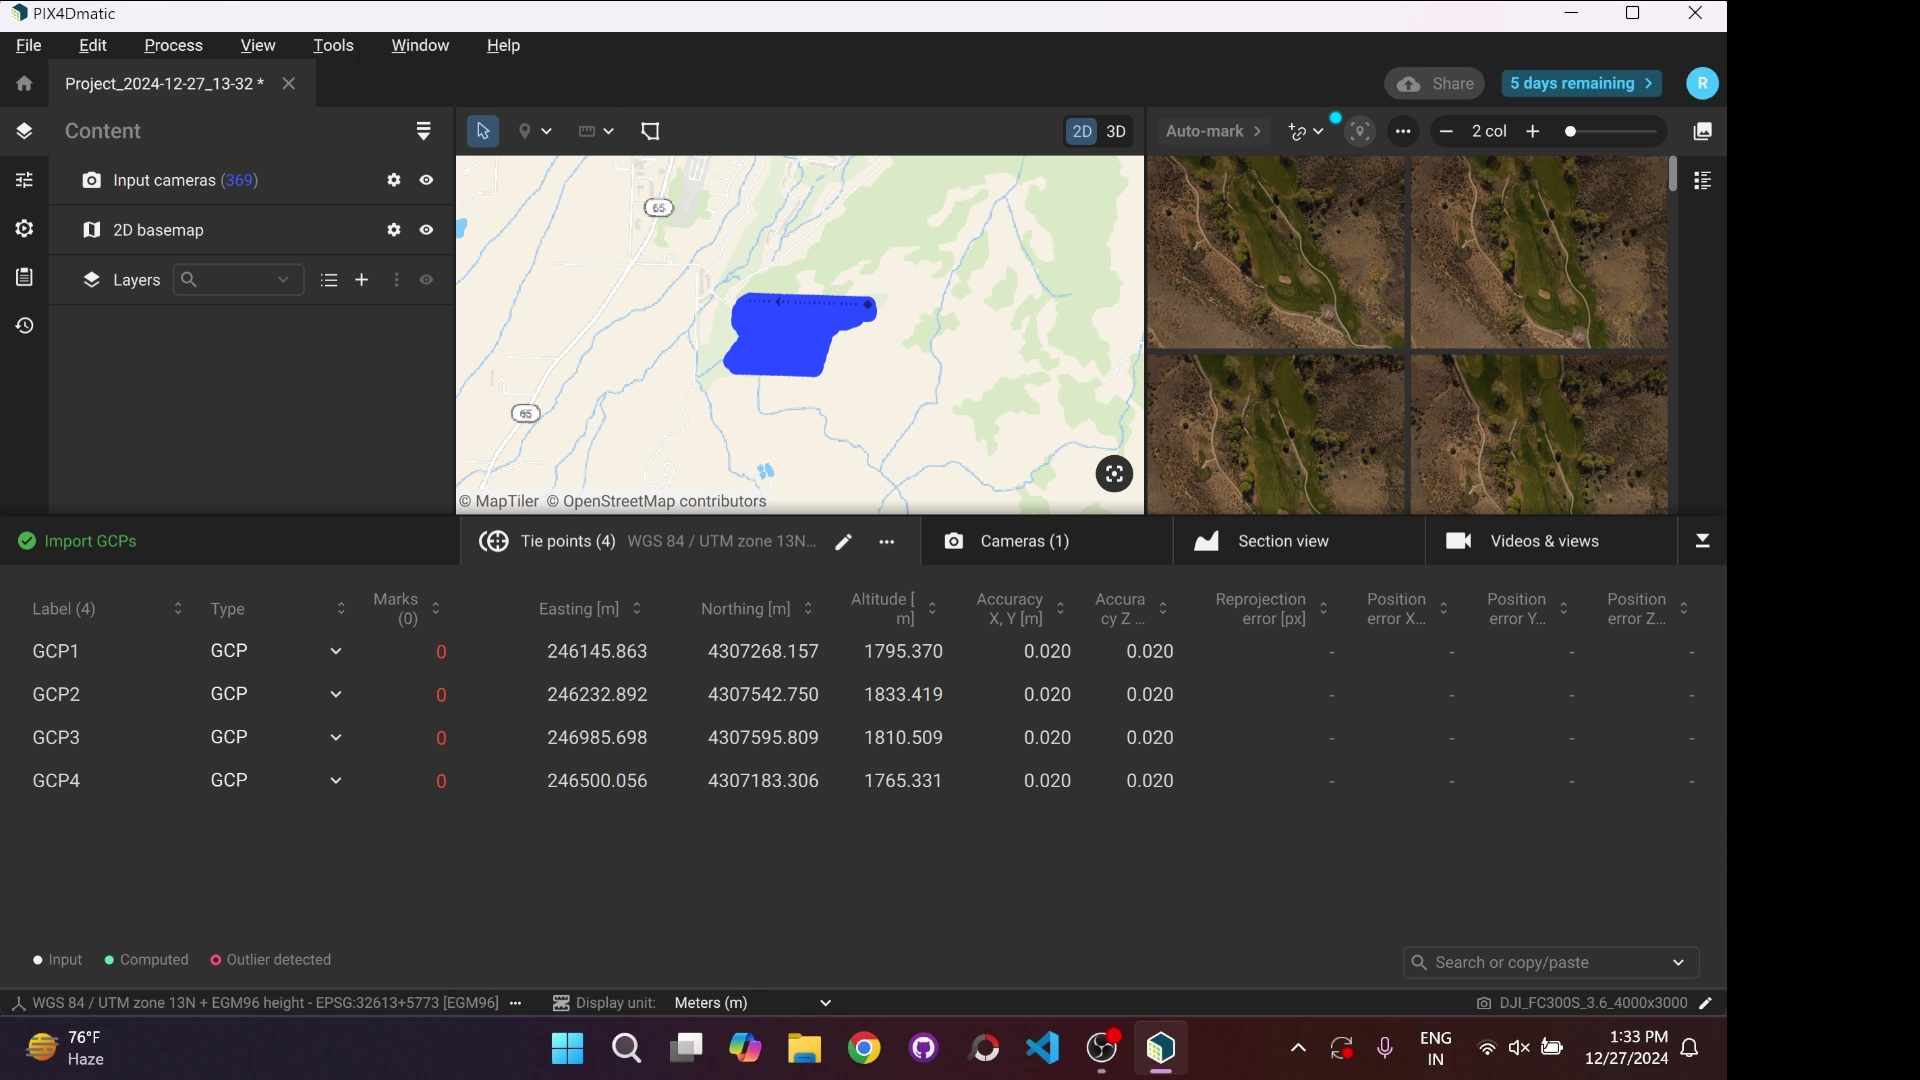 PIX4Dmatic
File Edit Process View Tools Window Help
Project_2024-12-27_13-32 * Share 5 days remaining R
Content 2D 3D Auto-mark 2 col
Input cameras (369)
2D basemap
Layers
65
65
© MapTiler © OpenStreetMap contributors
Import GCPs Tie points (4) WGS 84 / UTM zone 13N... Cameras (1) Section view Videos & views
Label (4) Type Marks (0) Easting [m] Northing [m] Altitude [ m] Accuracy X, Y [m] Accura cy Z ... Reprojection error [px] Position error X... Position error Y... Position error Z...
GCP1 GCP 0 246145.863 4307268.157 1795.370 0.020 0.020 - - - -
GCP2 GCP 0 246232.892 4307542.750 1833.419 0.020 0.020 - - - -
GCP3 GCP 0 246985.698 4307595.809 1810.509 0.020 0.020 - - - -
GCP4 GCP 0 246500.056 4307183.306 1765.331 0.020 0.020 - - - -
Input Computed Outlier detected Search or copy/paste
WGS 84 / UTM zone 13N + EGM96 height - EPSG:32613+5773 [EGM96] ... Display unit: Meters (m) DJI_FC300S_3.6_4000x3000
76°F
Haze
ENG
IN
1:33 PM
12/27/2024